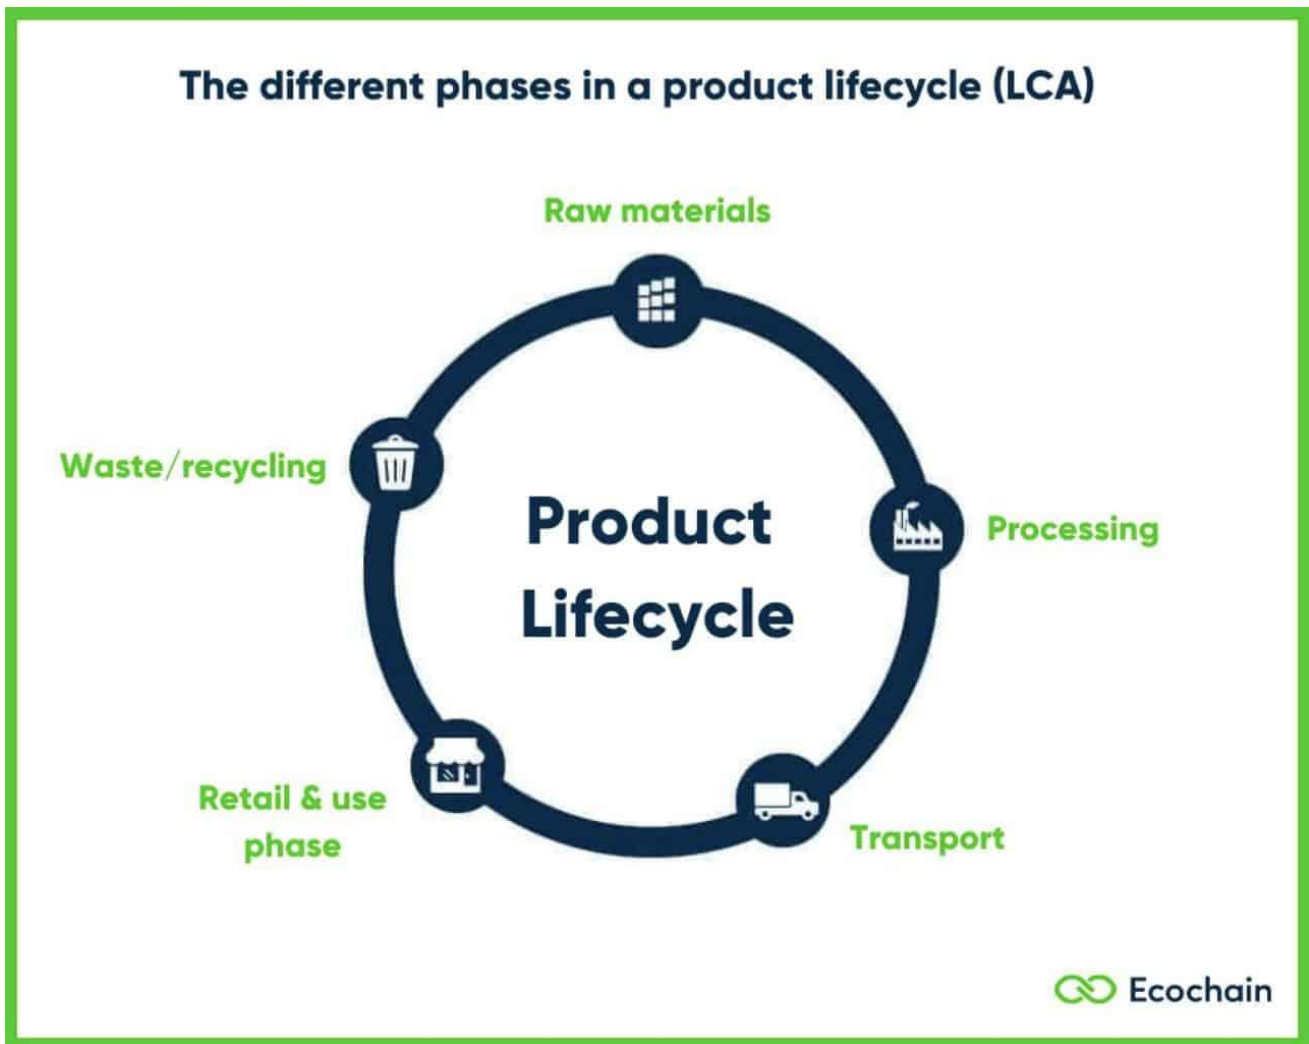 The different phases in a product lifecycle (LCA)
Raw materials
Waste/recycling
Product
Lifecycle
Processing
Retail & use
phase
Transport
Ecochain